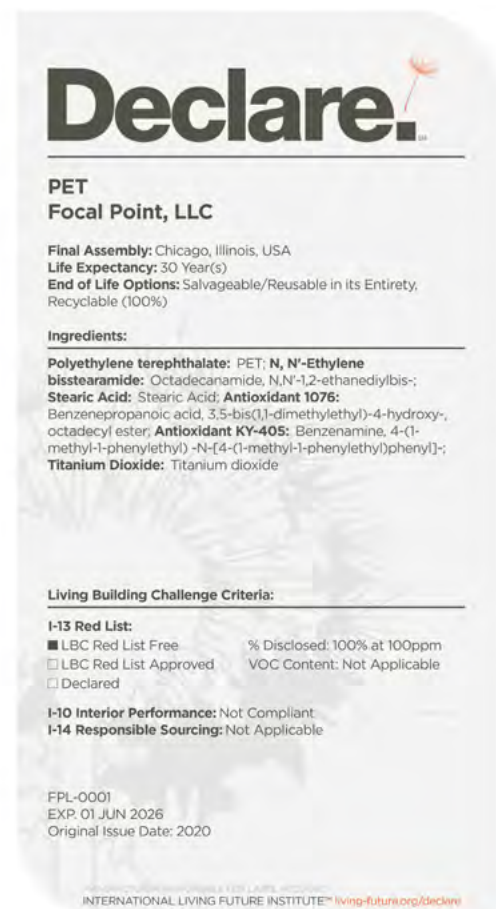 Declare.
PET
Focal Point, LLC
Final Assembly: Chicago, Illinois, USA
Life Expectancy: 30 Year(s)
End of Life Options: Salvageable/Reusable in its Entirety,
Recyclable (100%)
Ingredients:
Polyethylene terephthalate: PET; N, N'-Ethylene
bisstearamide: Octadecanamide, N,N'-1,2-ethanediylbis-;
Stearic Acid: Stearic Acid; Antioxidant 1076:
Benzenepropanoic acid, 3,5-bis(1,1-dimethylethyl)-4-hydroxy-,
octadecyl ester; Antioxidant KY-405: Benzenamine, 4-(1-
methyl-1-phenylethyl) -N-[4-(1-methyl-1-phenylethyl)phenyl]-;
Titanium Dioxide: Titanium dioxide
Living Building Challenge Criteria:
I-13 Red List:
■ LBC Red List Free % Disclosed: 100% at 100ppm
□ LBC Red List Approved VOC Content: Not Applicable
□ Declared
I-10 Interior Performance: Not Compliant
I-14 Responsible Sourcing: Not Applicable
FPL-0001
EXP. 01 JUN 2026
Original Issue Date: 2020
INTERNATIONAL LIVING FUTURE INSTITUTE™ living-future.org/declare